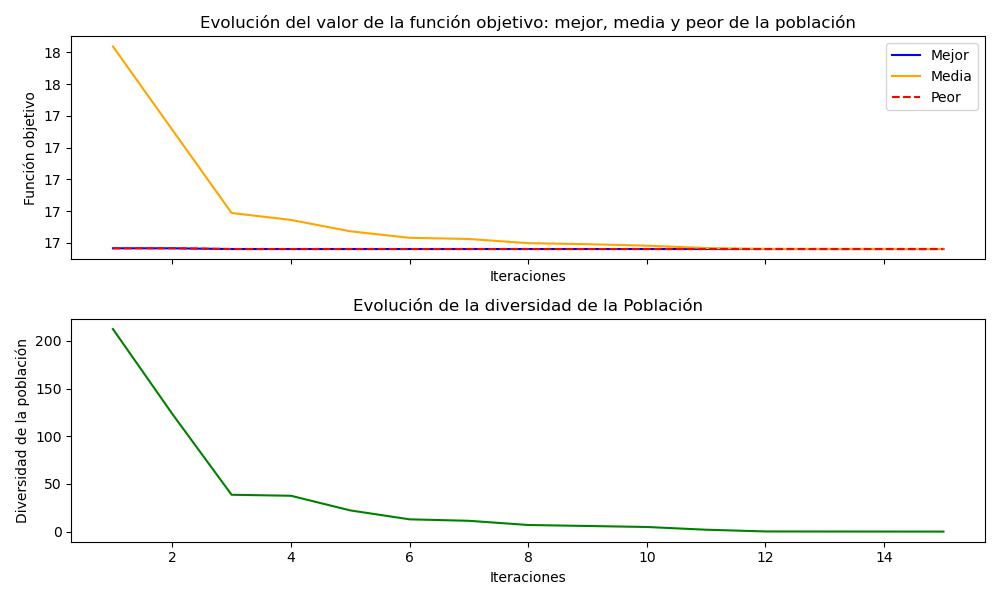 Evolución del valor de la función objetivo: mejor, media y peor de la población
Función objetivo
18
18
17
17
17
17
17
Mejor
Media
Peor
Iteraciones
Evolución de la diversidad de la Población
Diversidad de la población
200
150
100
50
0
2 4 6 8 10 12 14
Iteraciones